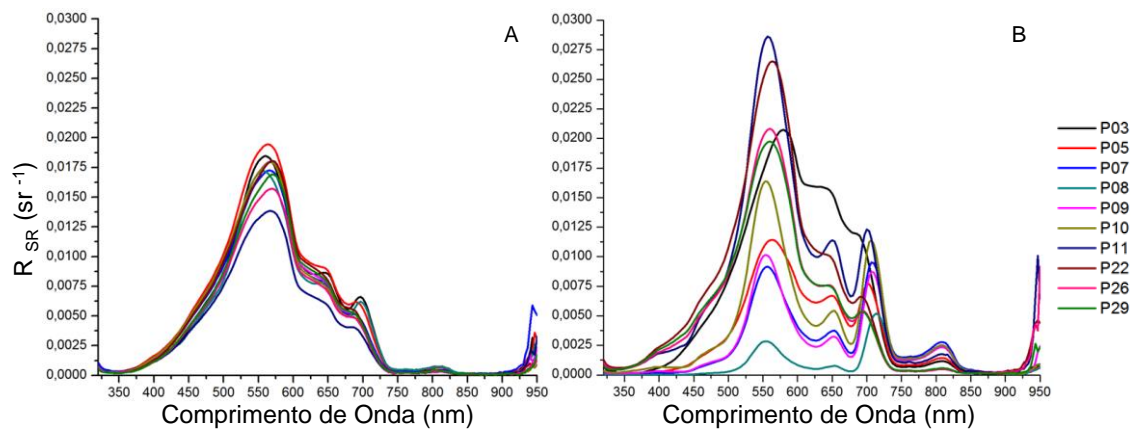 A
B
R SR (sr -1)
0,0300
0,0275
0,0250
0,0225
0,0200
0,0175
0,0150
0,0125
0,0100
0,0075
0,0050
0,0025
0,0000
350 400 450 500 550 600 650 700 750 800 850 900 950
Comprimento de Onda (nm)
0,0300
0,0275
0,0250
0,0225
0,0200
0,0175
0,0150
0,0125
0,0100
0,0075
0,0050
0,0025
0,0000
350 400 450 500 550 600 650 700 750 800 850 900 950
Comprimento de Onda (nm)
P03
P05
P07
P08
P09
P10
P11
P22
P26
P29